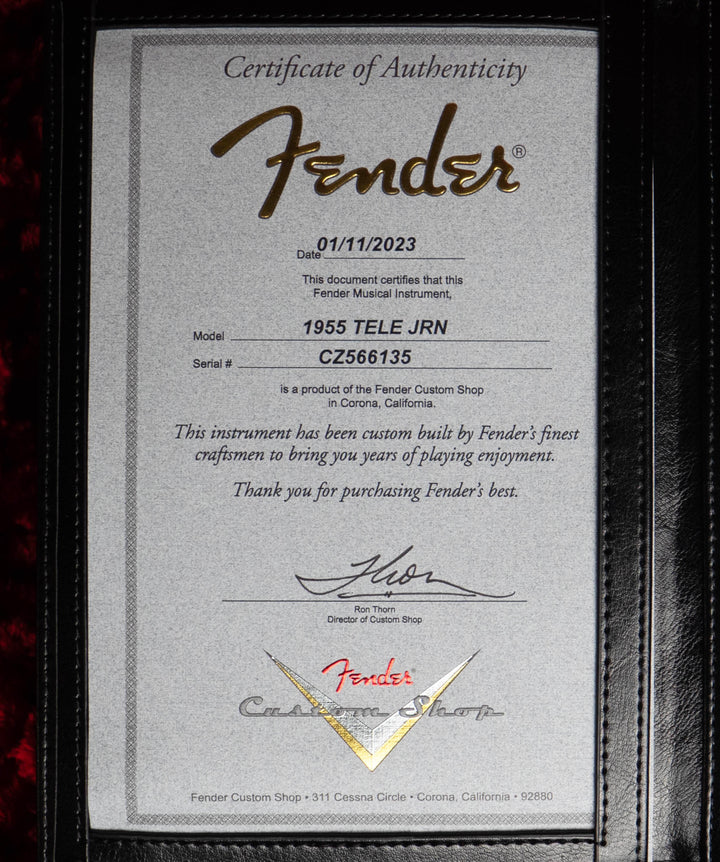 Certificate of Authenticity
Fender®
Date 01/11/2023
This document certifies that this
Fender Musical Instrument,
Model 1955 TELE JRN
Serial # CZ566135
is a product of the Fender Custom Shop
in Corona, California.
This instrument has been custom built by Fender's finest
craftsmen to bring you years of playing enjoyment.
Thank you for purchasing Fender's best.
Thorn
Ron Thorn
Director of Custom Shop
Fender
Custom Shop
Fender Custom Shop • 311 Cessna Circle • Corona, California • 92880